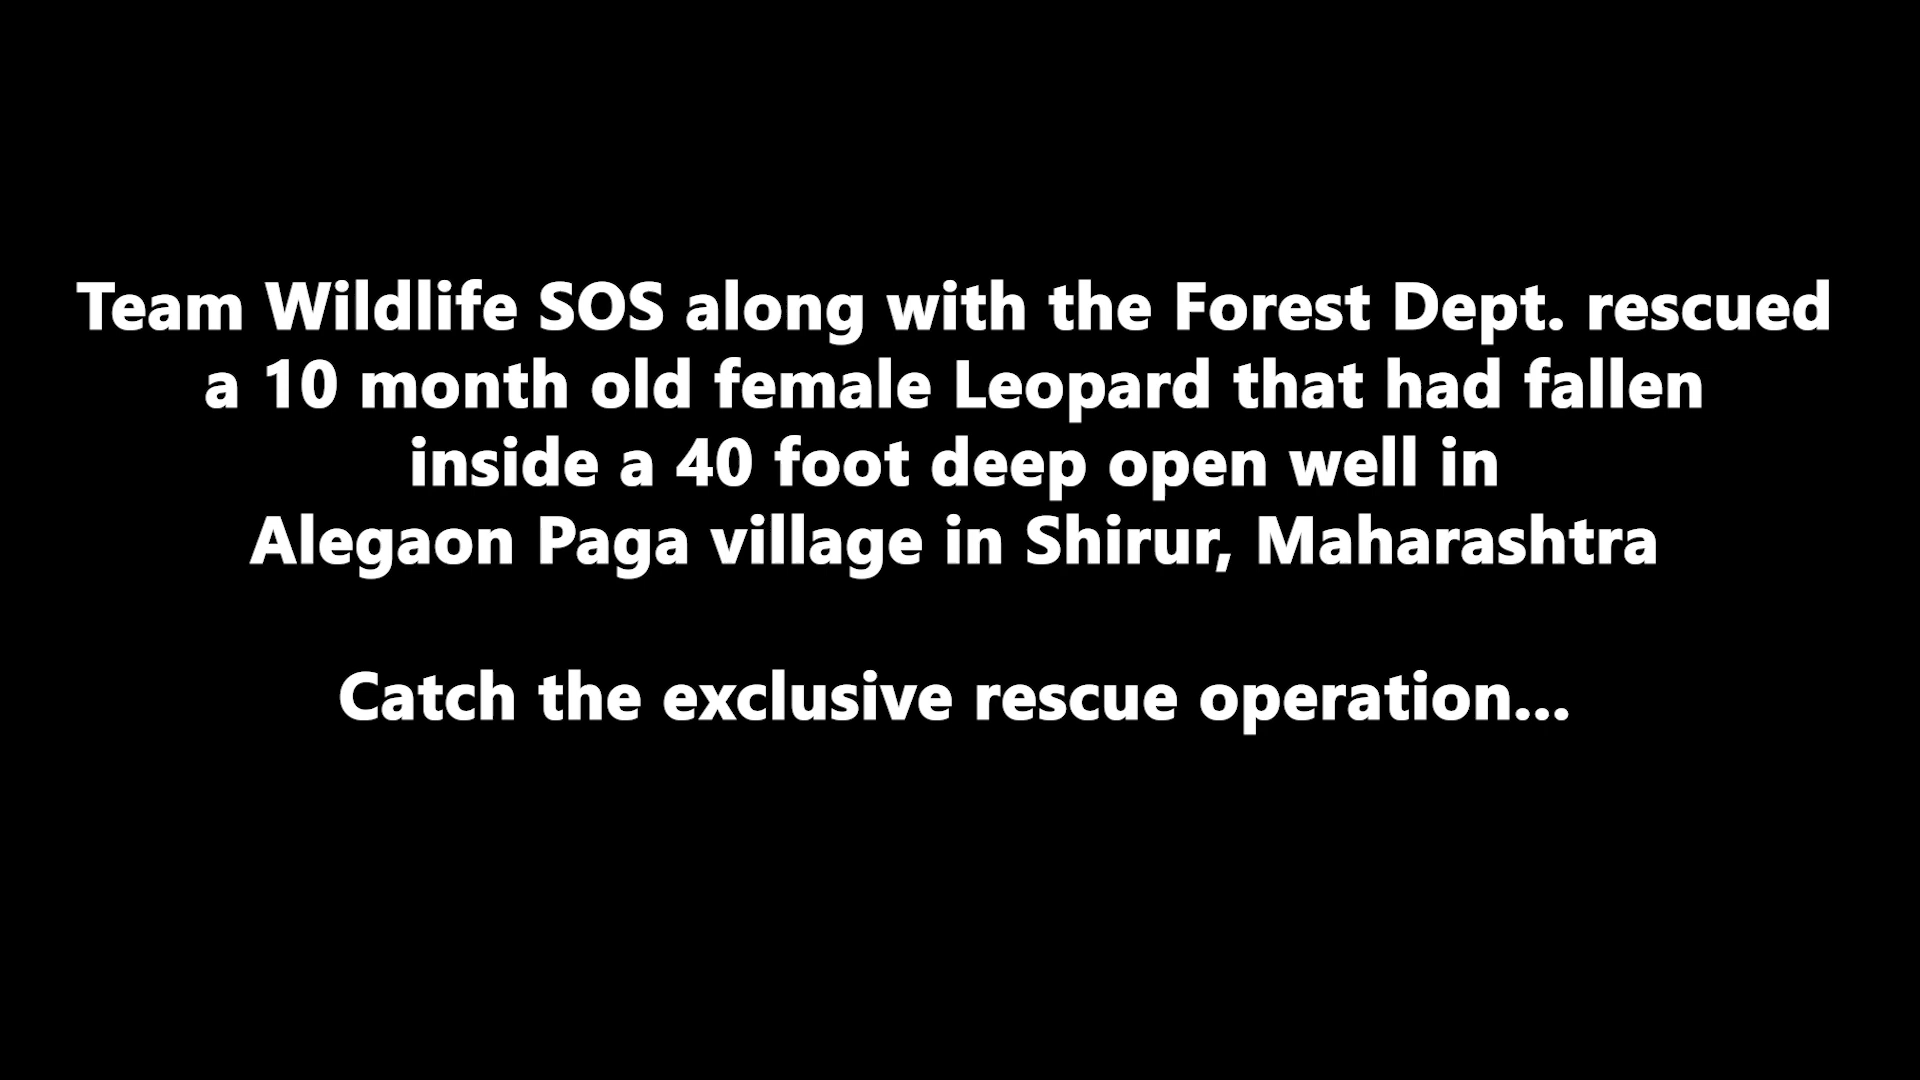 Team Wildlife SOS along with the Forest Dept. rescued
a 10 month old female Leopard that had fallen
inside a 40 foot deep open well in
Alegaon Paga village in Shirur, Maharashtra
Catch the exclusive rescue operation...